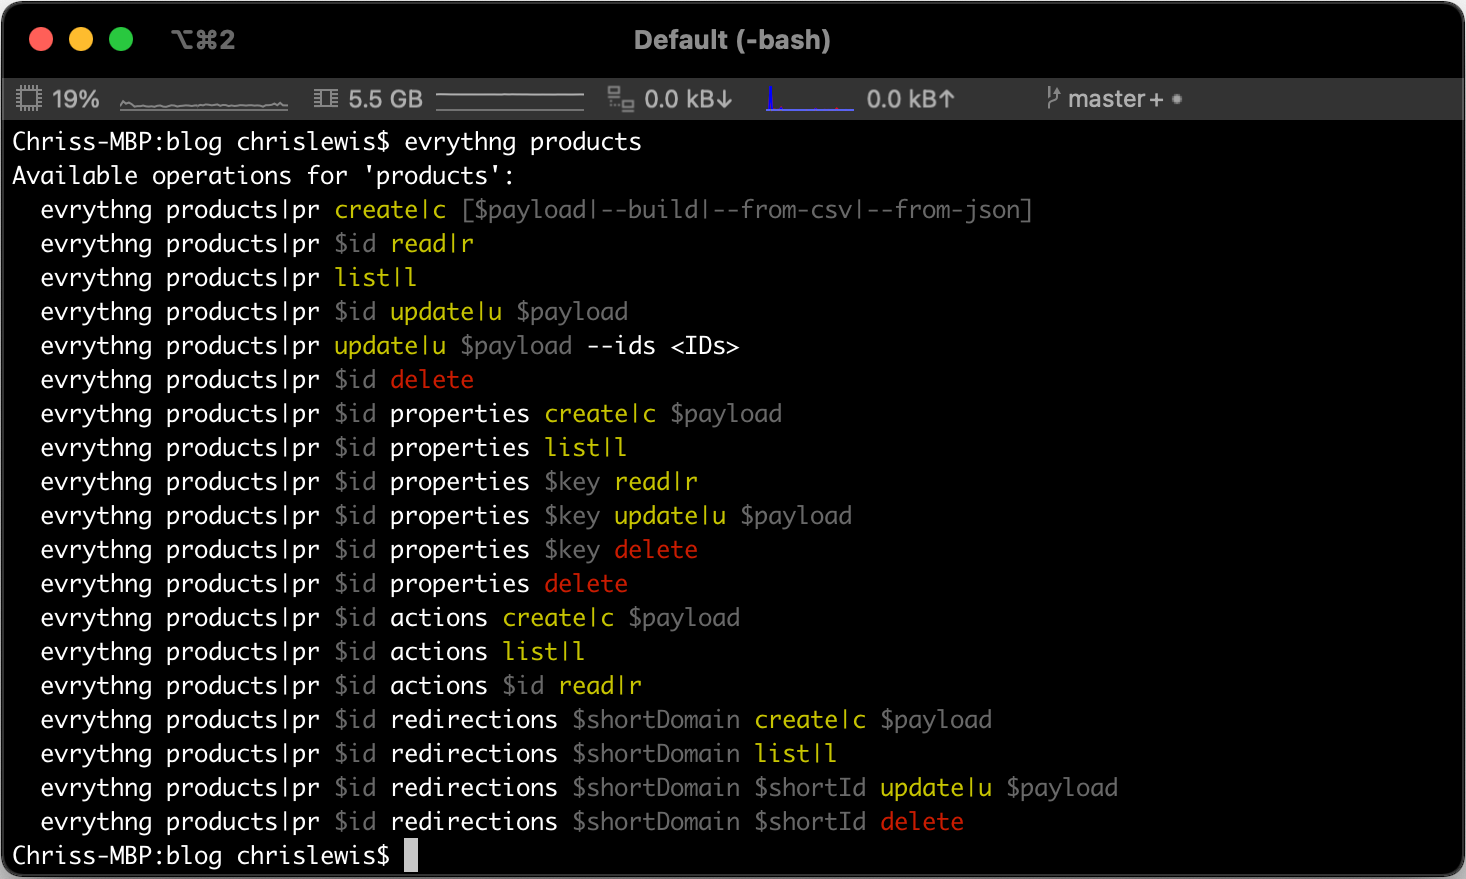 ⌥⌘2 Default (-bash)
19% 5.5 GB 0.0 kB↓ 0.0 kB↑ master+ ●
Chriss-MBP:blog chrislewis$ evrythng products
Available operations for 'products':
  evrythng products|pr create|c [$payload|--build|--from-csv|--from-json]
  evrythng products|pr $id read|r
  evrythng products|pr list|l
  evrythng products|pr $id update|u $payload
  evrythng products|pr update|u $payload --ids <IDs>
  evrythng products|pr $id delete
  evrythng products|pr $id properties create|c $payload
  evrythng products|pr $id properties list|l
  evrythng products|pr $id properties $key read|r
  evrythng products|pr $id properties $key update|u $payload
  evrythng products|pr $id properties $key delete
  evrythng products|pr $id properties delete
  evrythng products|pr $id actions create|c $payload
  evrythng products|pr $id actions list|l
  evrythng products|pr $id actions $id read|r
  evrythng products|pr $id redirections $shortDomain create|c $payload
  evrythng products|pr $id redirections $shortDomain list|l
  evrythng products|pr $id redirections $shortDomain $shortId update|u $payload
  evrythng products|pr $id redirections $shortDomain $shortId delete
Chriss-MBP:blog chrislewis$